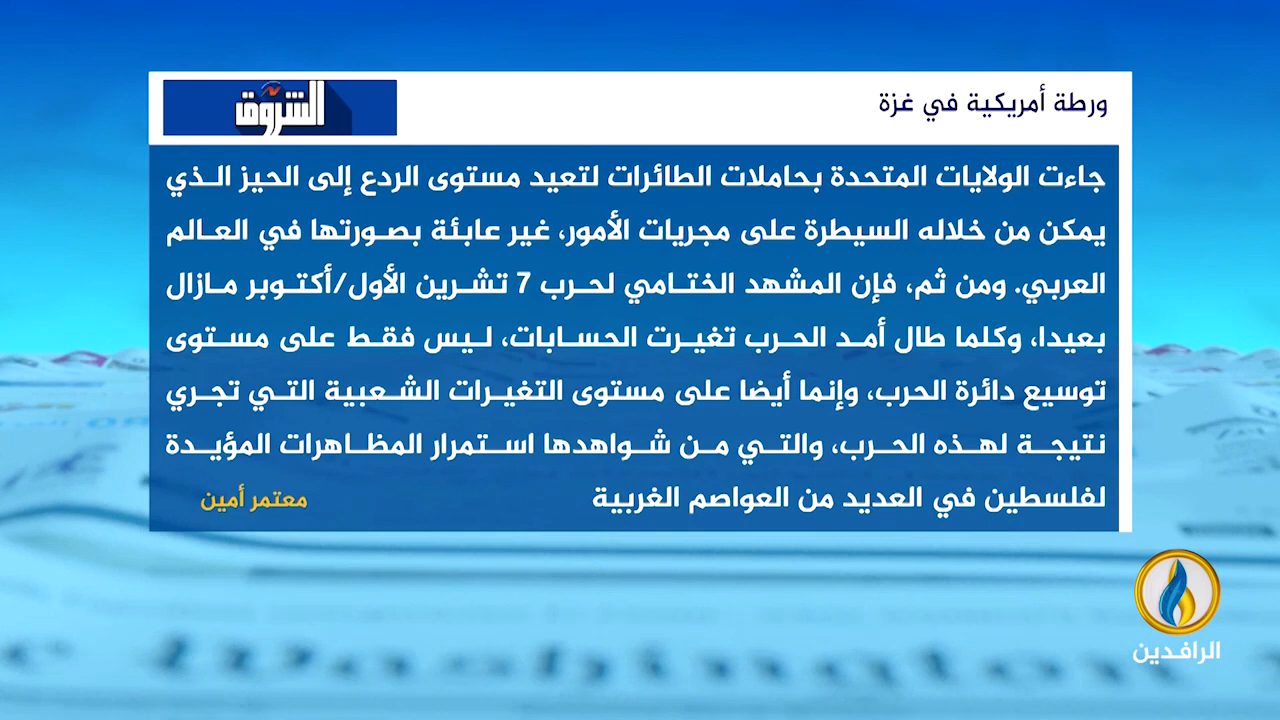 الشروق
ورطة أمريكية في غزة
جاءت الولايات المتحدة بحاملات الطائرات لتعيد مستوى الردع إلى الحيز الذي
يمكن من خلاله السيطرة على مجريات الأمور، غير عابئة بصورتها في العالم
العربي. ومن ثم، فإن المشهد الختامي لحرب 7 تشرين الأول/أكتوبر مازال
بعيدا، وكلما طال أمد الحرب تغيرت الحسابات، ليس فقط على مستوى
توسيع دائرة الحرب، وإنما أيضا على مستوى التغيرات الشعبية التي تجري
نتيجة لهذه الحرب، والتي من شواهدها استمرار المظاهرات المؤيدة
لفلسطين في العديد من العواصم الغربية
معتمر أمين
الرافدين